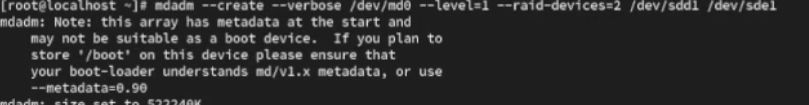 [root@localhost ~]# mdadm --create --verbose /dev/md0 --level=1 --raid-devices=2 /dev/sdd1 /dev/sde1
mdadm: Note: this array has metadata at the start and
may not be suitable as a boot device.  If you plan to
store '/boot' on this device please ensure that
your boot-loader understands md/v1.x metadata, or use
--metadata=0.90
mdadm: size set to 522240K